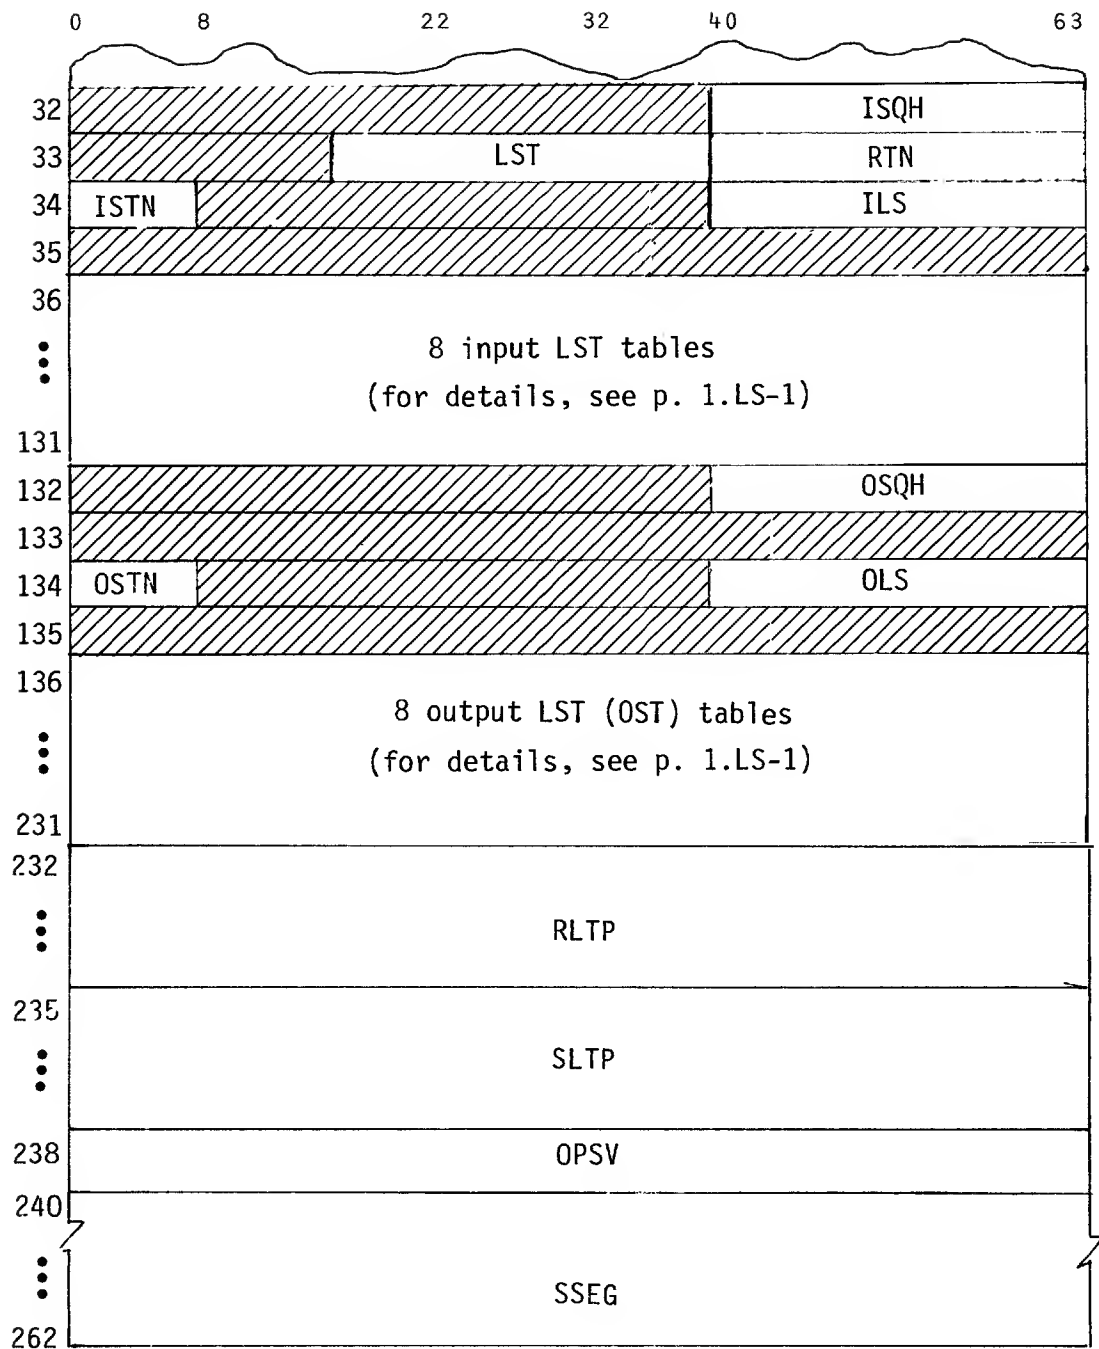 0 8 22 32 40 63
32 ISQH
33 LST RTN
34 ISTN ILS
35
36
8 input LST tables
(for details, see p. 1.LS-1)
131
132 OSQH
133
134 OSTN OLS
135
136
8 output LST (OST) tables
(for details, see p. 1.LS-1)
231
232
RLTP
235
SLTP
238 OPSV
240
SSEG
262